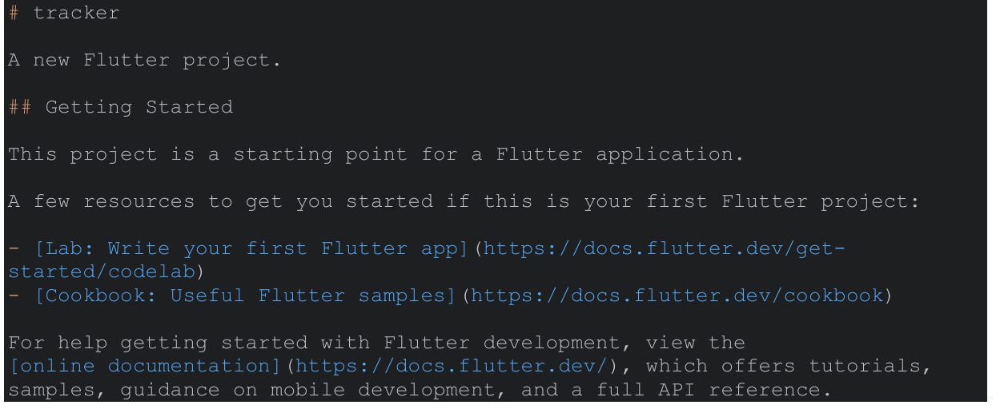 # tracker
A new Flutter project.
## Getting Started
This project is a starting point for a Flutter application.
A few resources to get you started if this is your first Flutter project:
- [Lab: Write your first Flutter app](https://docs.flutter.dev/get-
started/codelab)
- [Cookbook: Useful Flutter samples](https://docs.flutter.dev/cookbook)
For help getting started with Flutter development, view the
[online documentation](https://docs.flutter.dev/), which offers tutorials,
samples, guidance on mobile development, and a full API reference.